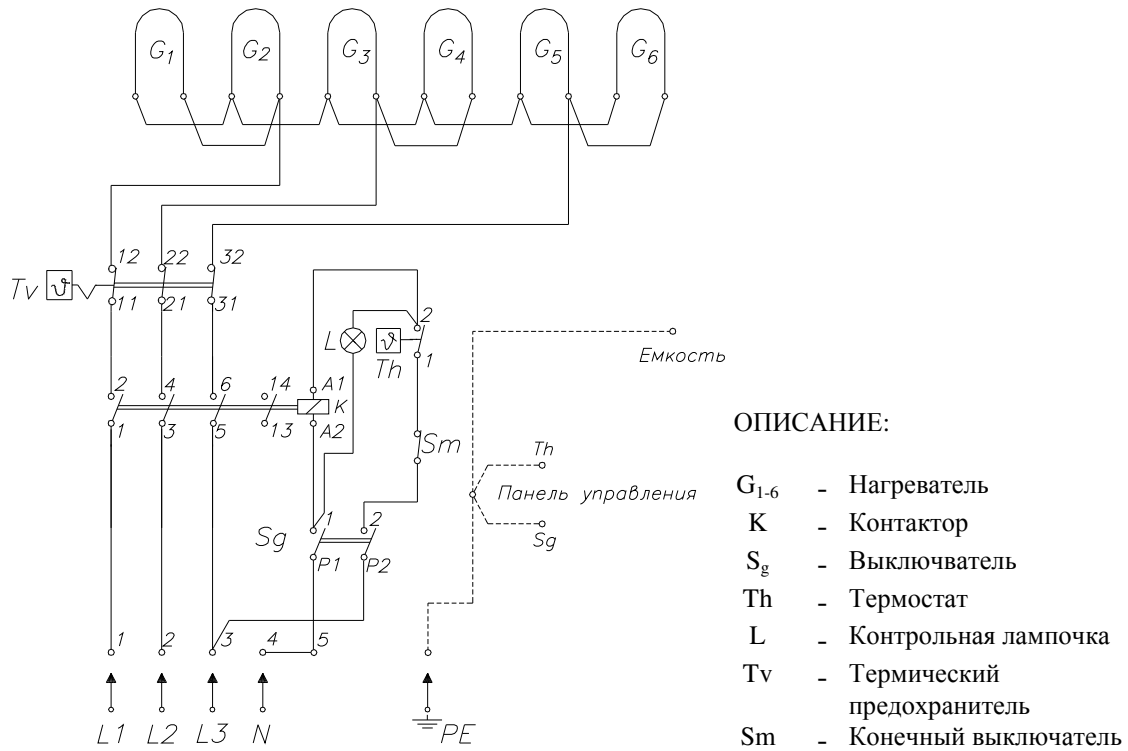 G1 G2 G3 G4 G5 G6
12 22 32
Tv ϑ
11 21 31
L ϑ 2
Th 1
Емкость
2 4 6 14 A1
K
1 3 5 13 A2
Sm
Th
Панель управления
Sg
Sg 1 2
P1 P2
1 2 3 4 5
L1 L2 L3 N PE
ОПИСАНИЕ:
G1-6 - Нагреватель
K - Контактор
Sg - Выключватель
Th - Термостат
L - Контрольная лампочка
Tv - Термический
предохранитель
Sm - Конечный выключатель